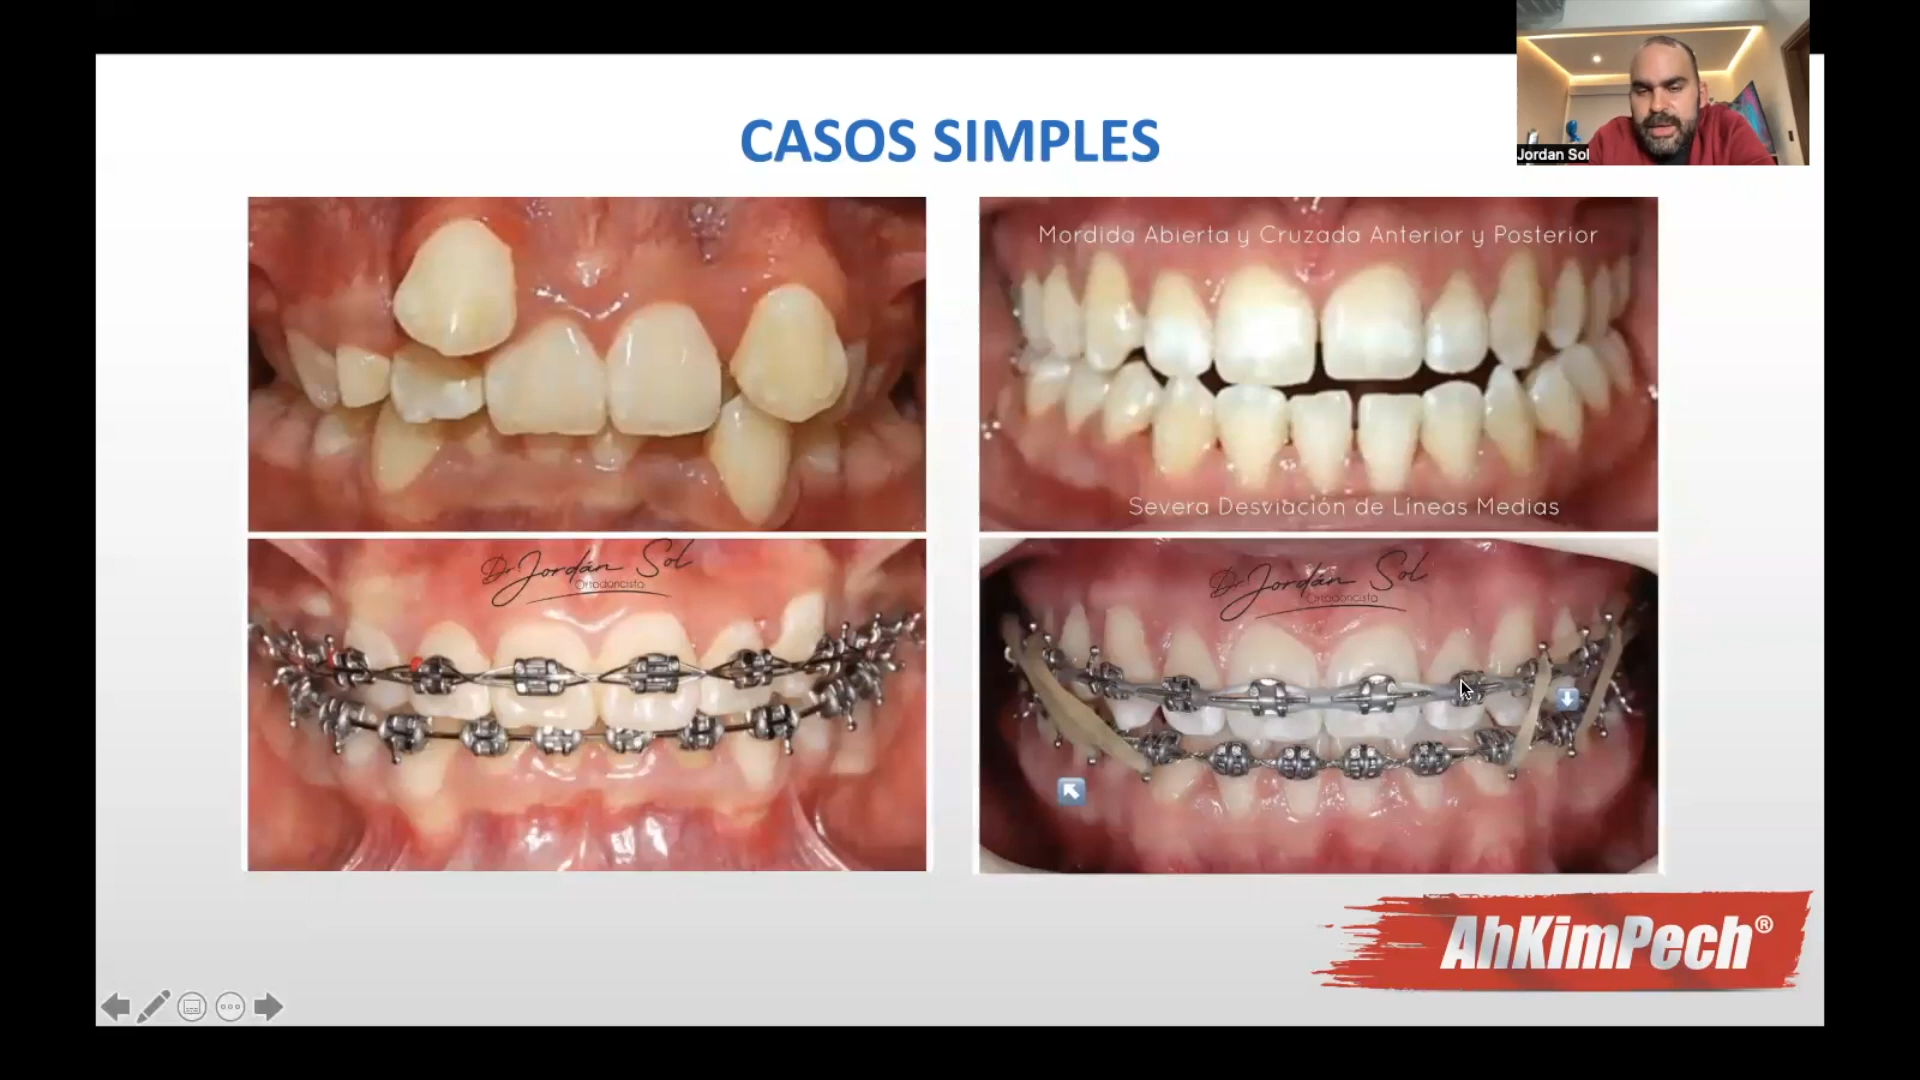 Jordan Sol
CASOS SIMPLES
Mordida Abierta y Cruzada Anterior y Posterior
Severa Desviación de Líneas Medias
Dr. Jordán Sol
Ortodoncista
Dr. Jordán Sol
Ortodoncista
AhKimPech®